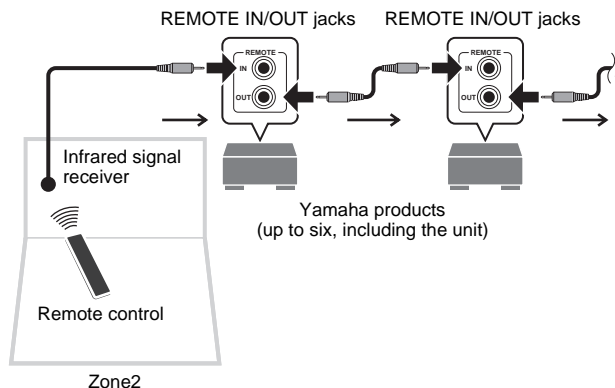 REMOTE IN/OUT jacks
REMOTE IN/OUT jacks
REMOTE
IN
OUT
REMOTE
IN
OUT
Infrared signal
receiver
Yamaha products
(up to six, including the unit)
Remote control
Zone2